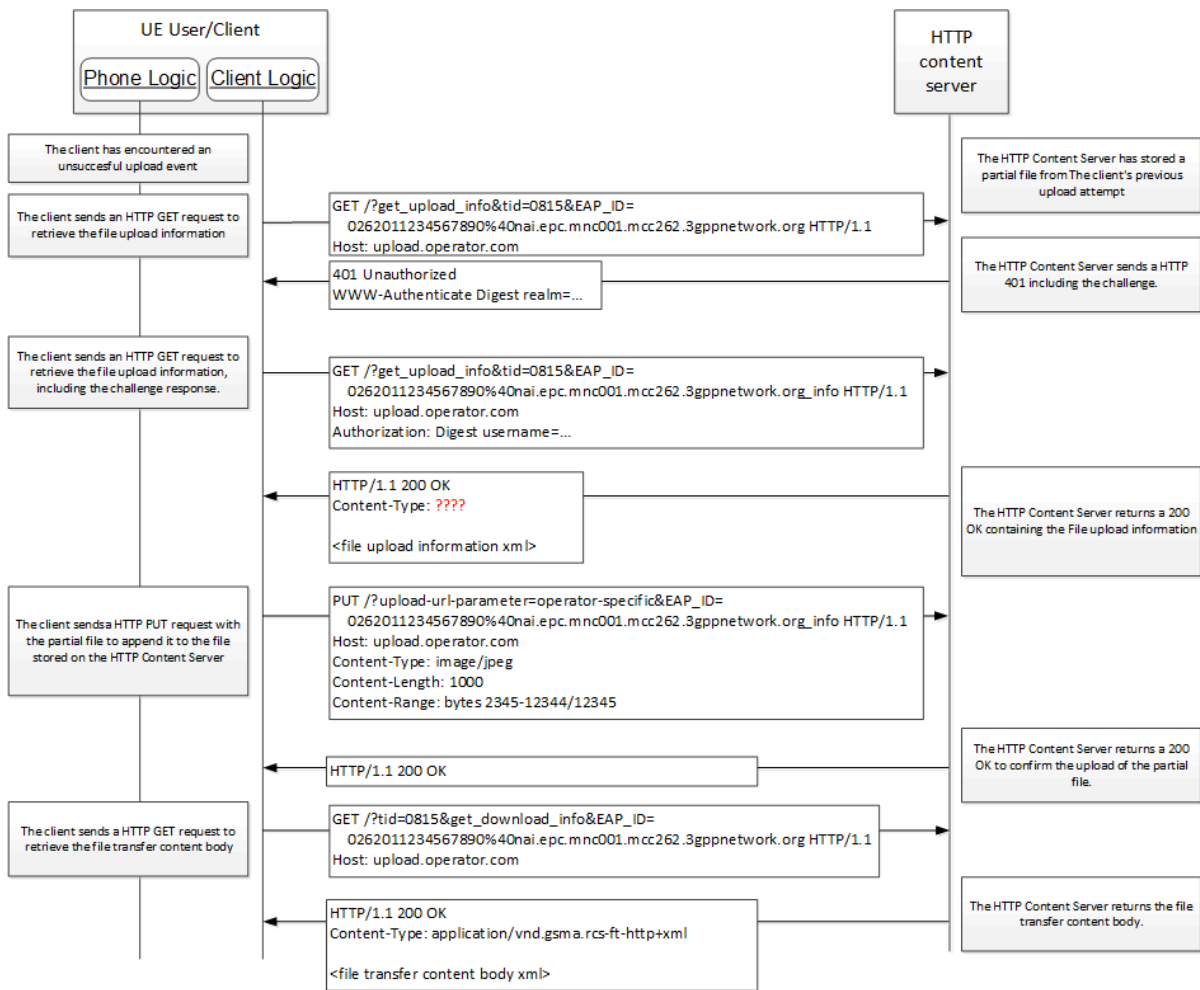 UE User/Client
Phone Logic
Client Logic
HTTP
content
server
The client has encountered an
unsuccesful upload event
The HTTP Content Server has stored a
partial file from The client's previous
upload attempt
The client sends an HTTP GET request to
retrieve the file upload information
GET /?get_upload_info&tid=0815&EAP_ID=
0262011234567890%40nai.epc.mnc001.mcc262.3gppnetwork.org HTTP/1.1
Host: upload.operator.com
The HTTP Content Server sends a HTTP
401 including the challenge.
401 Unauthorized
WWW-Authenticate Digest realm=...
The client sends an HTTP GET request to
retrieve the file upload information,
including the challenge response.
GET /?get_upload_info&tid=0815&EAP_ID=
0262011234567890%40nai.epc.mnc001.mcc262.3gppnetwork.org_info HTTP/1.1
Host: upload.operator.com
Authorization: Digest username=...
HTTP/1.1 200 OK
Content-Type: ????
<file upload information xml>
The HTTP Content Server returns a 200
OK containing the File upload information
The client sendsa HTTP PUT request with
the partial file to append it to the file
stored on the HTTP Content Server
PUT /?upload-url-parameter=operator-specific&EAP_ID=
0262011234567890%40nai.epc.mnc001.mcc262.3gppnetwork.org_info HTTP/1.1
Host: upload.operator.com
Content-Type: image/jpeg
Content-Length: 1000
Content-Range: bytes 2345-12344/12345
The HTTP Content Server returns a 200
OK to confirm the upload of the partial
file.
HTTP/1.1 200 OK
The client sends a HTTP GET request to
retrieve the file transfer content body
GET /?tid=0815&get_download_info&EAP_ID=
0262011234567890%40nai.epc.mnc001.mcc262.3gppnetwork.org HTTP/1.1
Host: upload.operator.com
The HTTP Content Server returns the file
transfer content body.
HTTP/1.1 200 OK
Content-Type: application/vnd.gsma.rcs-ft-http+xml
<file transfer content body xml>